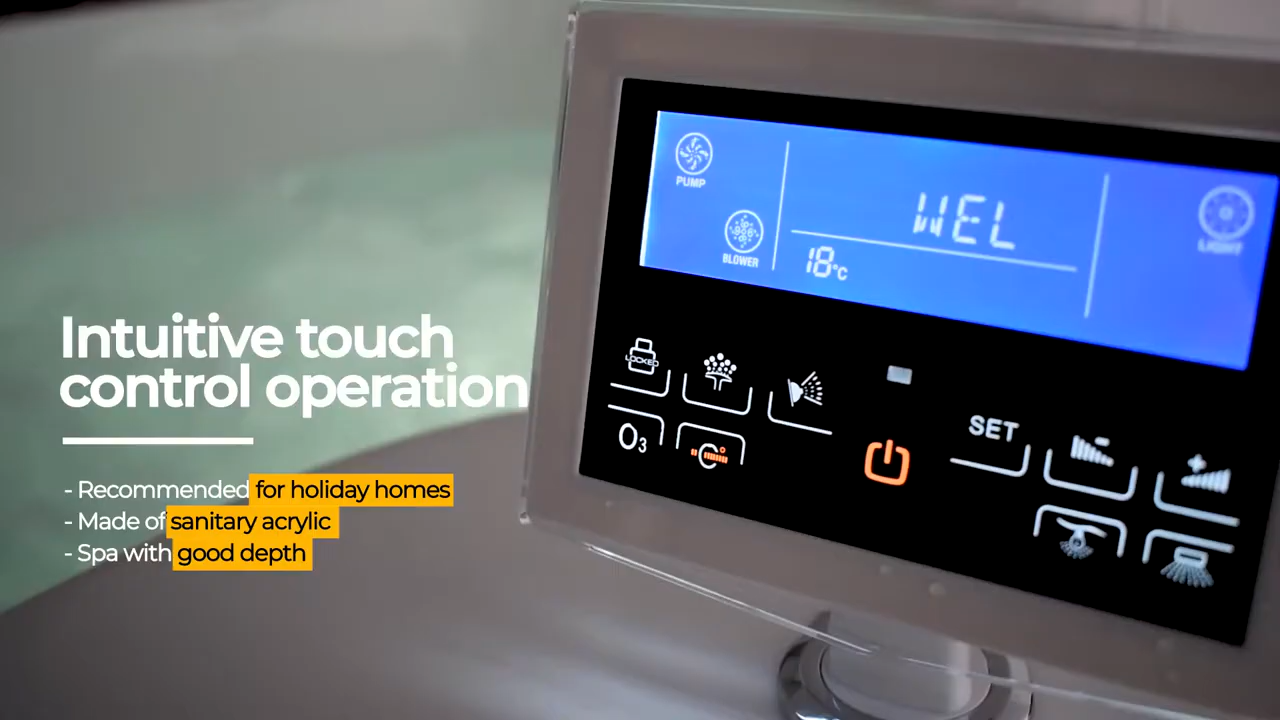 Intuitive touch
control operation
- Recommended for holiday homes
- Made of sanitary acrylic
- Spa with good depth
PUMP
BLOWER
WEL
18°C
LIGHT
LOCKED
O3
C
SET